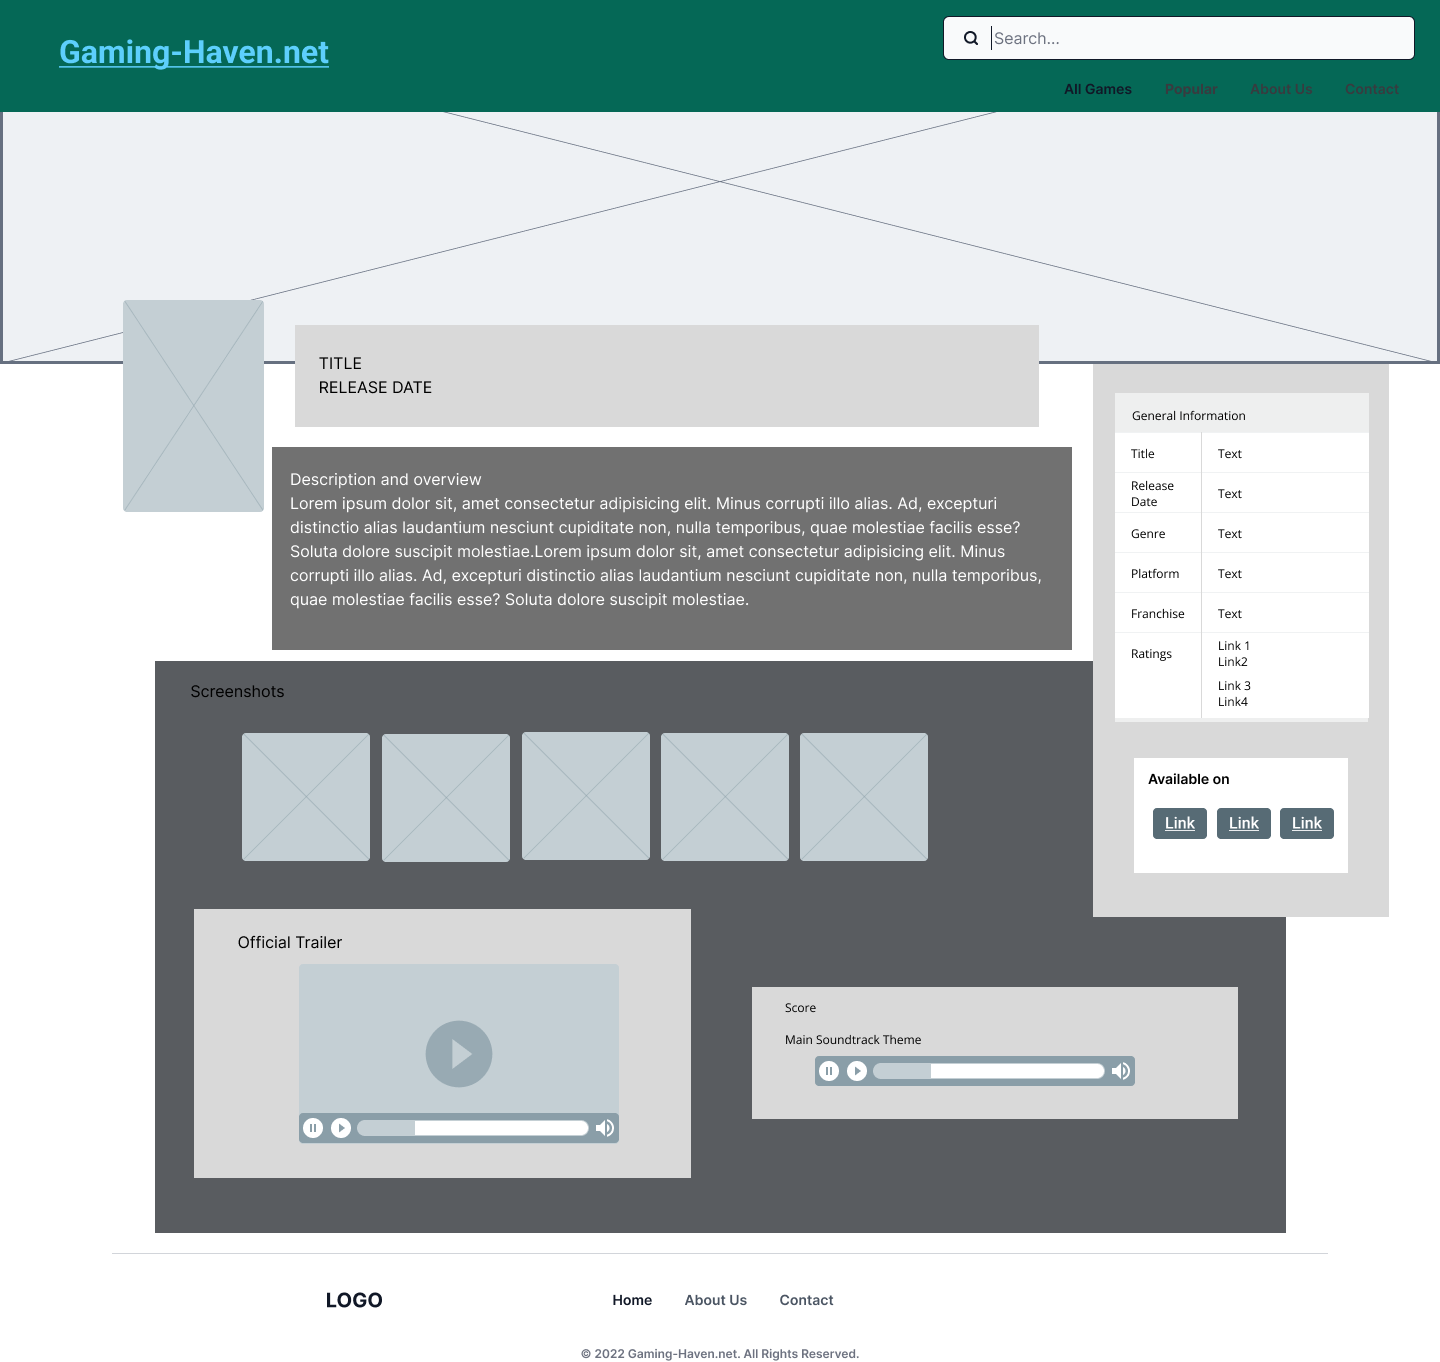 Gaming-Haven.net
Search...
All Games
Popular
About Us
Contact
TITLE
RELEASE DATE
Description and overview
Lorem ipsum dolor sit, amet consectetur adipisicing elit. Minus corrupti illo alias. Ad, excepturi
distinctio alias laudantium nesciunt cupiditate non, nulla temporibus, quae molestiae facilis esse?
Soluta dolore suscipit molestiae.Lorem ipsum dolor sit, amet consectetur adipisicing elit. Minus
corrupti illo alias. Ad, excepturi distinctio alias laudantium nesciunt cupiditate non, nulla temporibus,
quae molestiae facilis esse? Soluta dolore suscipit molestiae.
General Information
Title Text
Release
Date
Text
Genre Text
Platform Text
Franchise Text
Ratings
Link 1
Link2
Link 3
Link4
Available on
Link Link Link
Screenshots
Official Trailer
Score
Main Soundtrack Theme
LOGO
Home
About Us
Contact
© 2022 Gaming-Haven.net. All Rights Reserved.